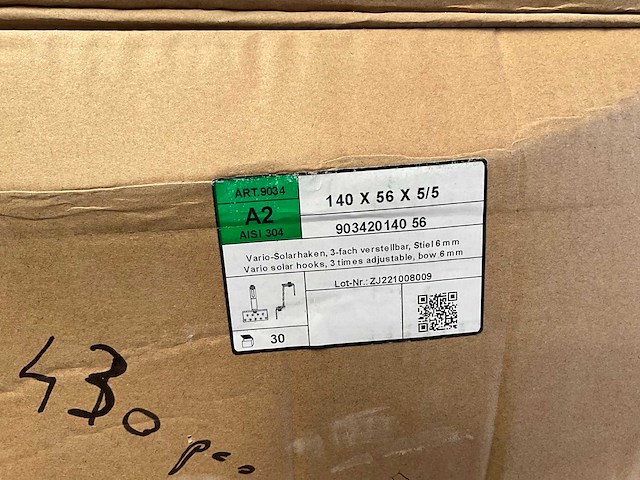 ART.9034
A2
AISI 304
140 X 56 X 5/5
903420140 56
Vario-Solarhaken, 3-fach verstellbar, Stiel 6 mm
Vario solar hooks, 3 times adjustable, bow 6 mm
Lot-Nr.: ZJ221008009
30
430
pcs